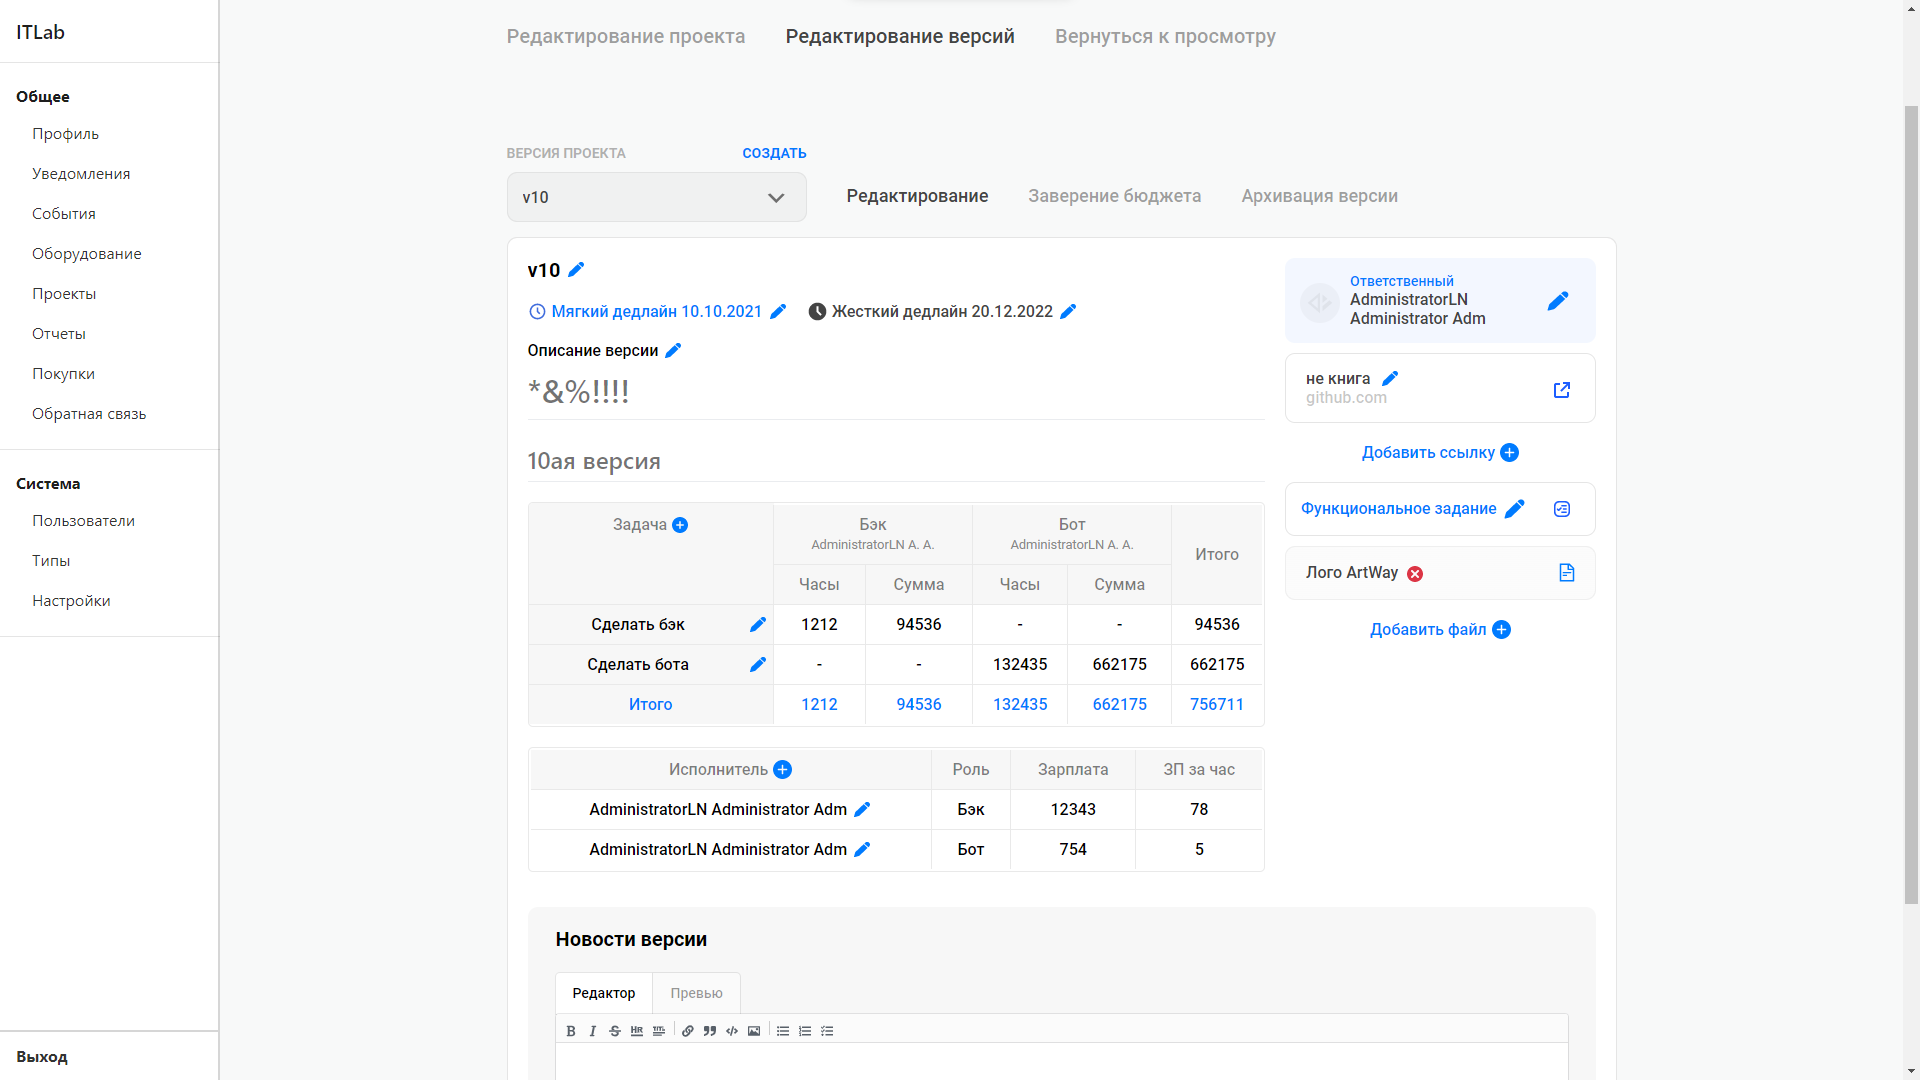 ITLab
Общее
Профиль
Уведомления
События
Оборудование
Проекты
Отчеты
Покупки
Обратная связь
Система
Пользователи
Типы
Настройки
Выход
Редактирование проекта Редактирование версий Вернуться к просмотру
ВЕРСИЯ ПРОЕКТА СОЗДАТЬ
v10 Редактирование Заверение бюджета Архивация версии
v10
Мягкий дедлайн 10.10.2021 Жесткий дедлайн 20.12.2022
Описание версии
*&%!!!!
10ая версия
Задача Бэк Бот Итого
AdministratorLN A. A. AdministratorLN A. A.
Часы Сумма Часы Сумма
Сделать бэк 1212 94536 - - 94536
Сделать бота - - 132435 662175 662175
Итого 1212 94536 132435 662175 756711
Исполнитель Роль Зарплата ЗП за час
AdministratorLN Administrator Adm Бэк 12343 78
AdministratorLN Administrator Adm Бот 754 5
Ответственный
AdministratorLN
Administrator Adm
не книга
github.com
Добавить ссылку
Функциональное задание
Лого ArtWay
Добавить файл
Новости версии
Редактор Превью
B I S HR